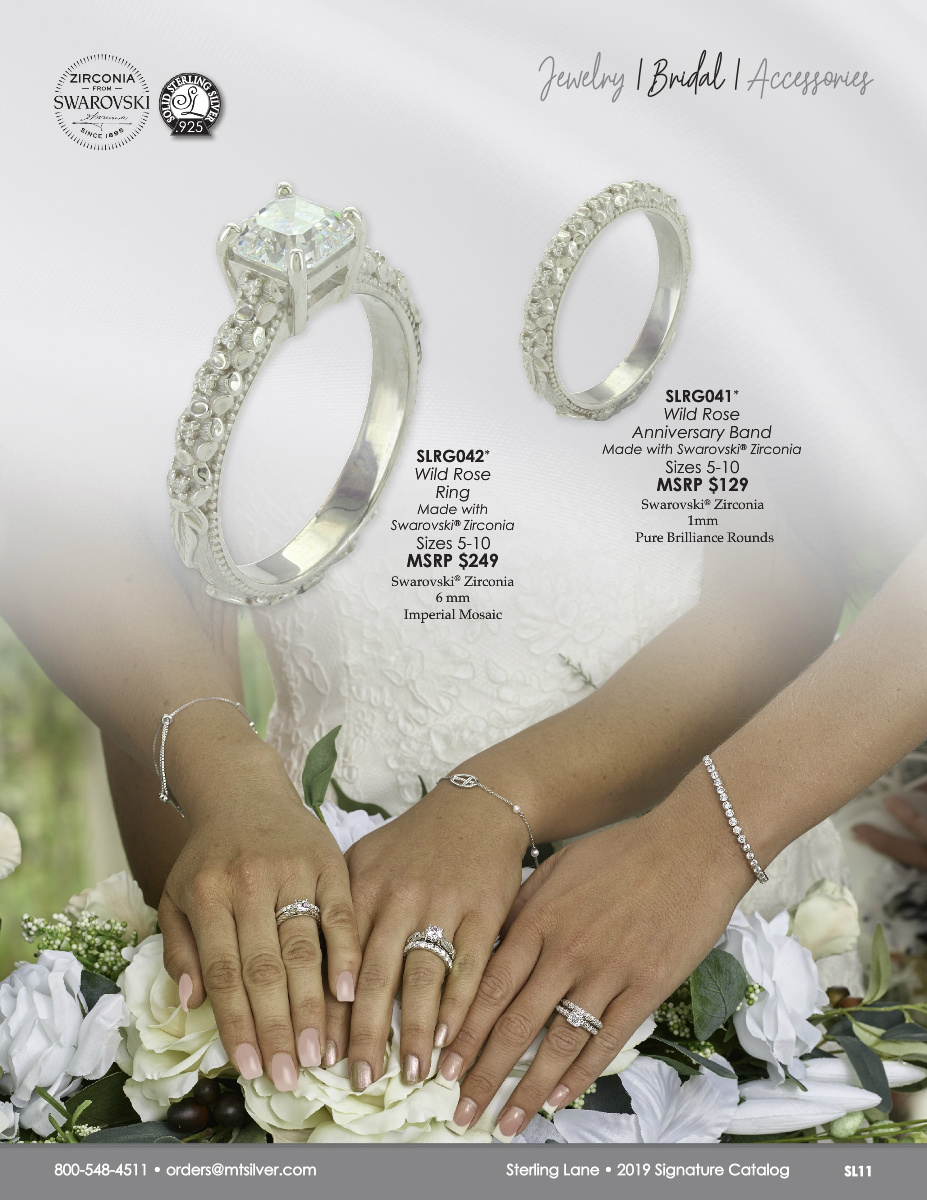 Jewelry | Bridal | Accessories
ZIRCONIA
FROM
SWAROVSKI
SINCE 1895
SOLID STERLING SILVER
SL
.925
SLRG041*
Wild Rose
Anniversary Band
Made with Swarovski® Zirconia
Sizes 5-10
MSRP $129
Swarovski® Zirconia
1mm
Pure Brilliance Rounds
SLRG042*
Wild Rose
Ring
Made with
Swarovski® Zirconia
Sizes 5-10
MSRP $249
Swarovski® Zirconia
6 mm
Imperial Mosaic
800-548-4511 • orders@mtsilver.com
Sterling Lane • 2019 Signature Catalog
SL11